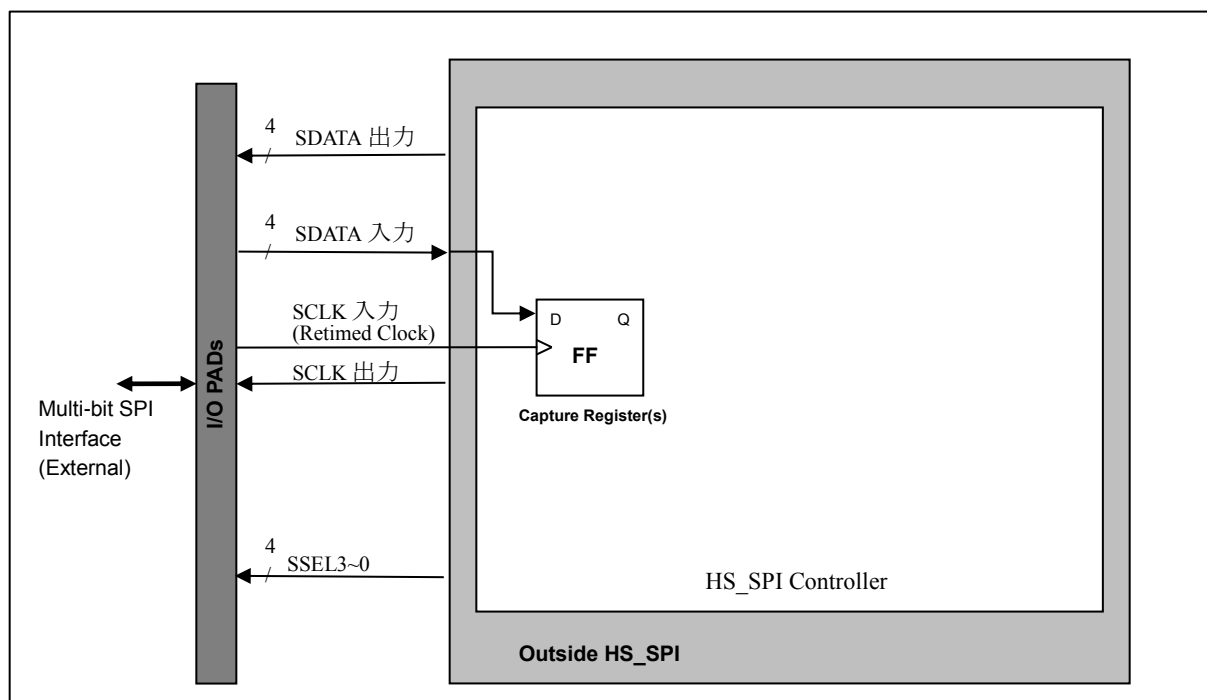 4
SDATA 出力
4
SDATA 入力
SCLK 入力
(Retimed Clock)
SCLK 出力
D
Q
FF
Capture Register(s)
I/O PADs
Multi-bit SPI
Interface
(External)
4
SSEL3~0
HS_SPI Controller
Outside HS_SPI